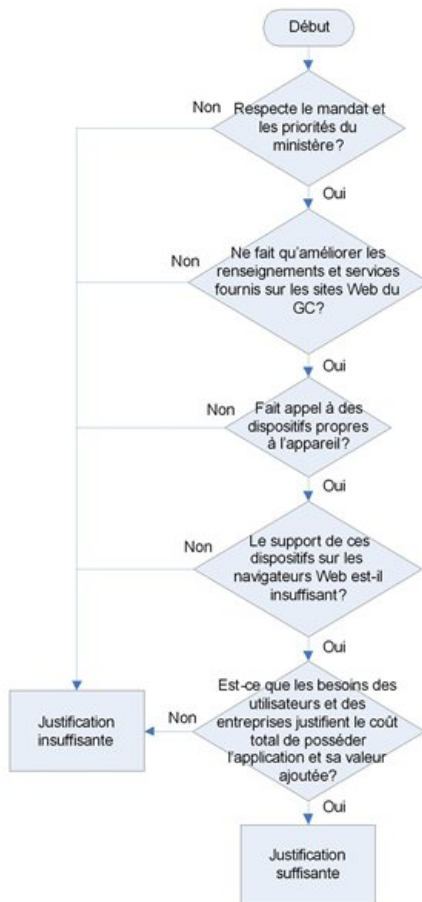 Début
Non
Respecte le mandat et
les priorités du
ministère?
Oui
Non
Ne fait qu'améliorer les
renseignements et services
fournis sur les sites Web du
GC?
Oui
Non
Fait appel à des
dispositifs propres
à l'appareil?
Oui
Non
Le support de ces
dispositifs sur les
navigateurs Web est-il
insuffisant?
Oui
Est-ce que les besoins des
utilisateurs et des
entreprises justifient le coût
total de posséder
l'application et sa valeur
ajoutée?
Non
Justification
insuffisante
Oui
Justification
suffisante